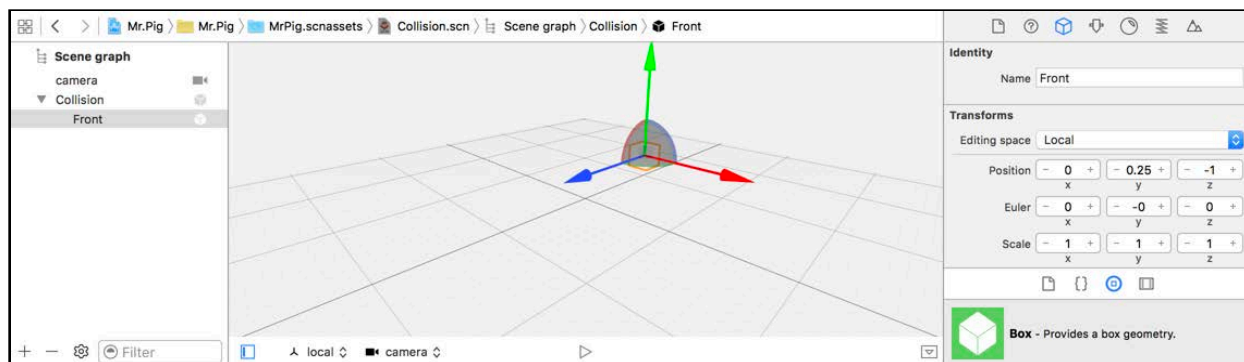 Mr.Pig 〉 Mr.Pig 〉 MrPig.scnassets 〉 Collision.scn 〉 Scene graph 〉 Collision 〉 Front
Scene graph
camera
Collision
Front
Filter
local
camera
Identity
Name Front
Transforms
Editing space Local
Position − 0 + − 0.25 + − -1 +
x y z
Euler − 0 + − -0 + − 0 +
x y z
Scale − 1 + − 1 + − 1 +
x y z
Box - Provides a box geometry.